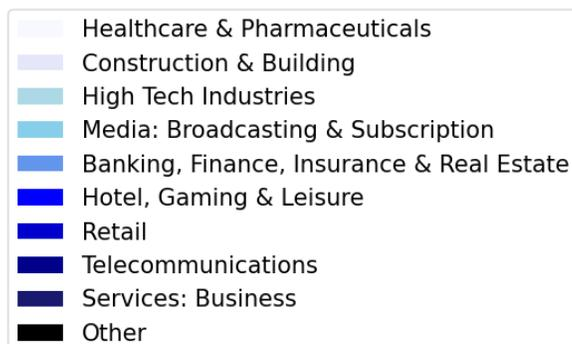 Healthcare & Pharmaceuticals
Construction & Building
High Tech Industries
Media: Broadcasting & Subscription
Banking, Finance, Insurance & Real Estate
Hotel, Gaming & Leisure
Retail
Telecommunications
Services: Business
Other